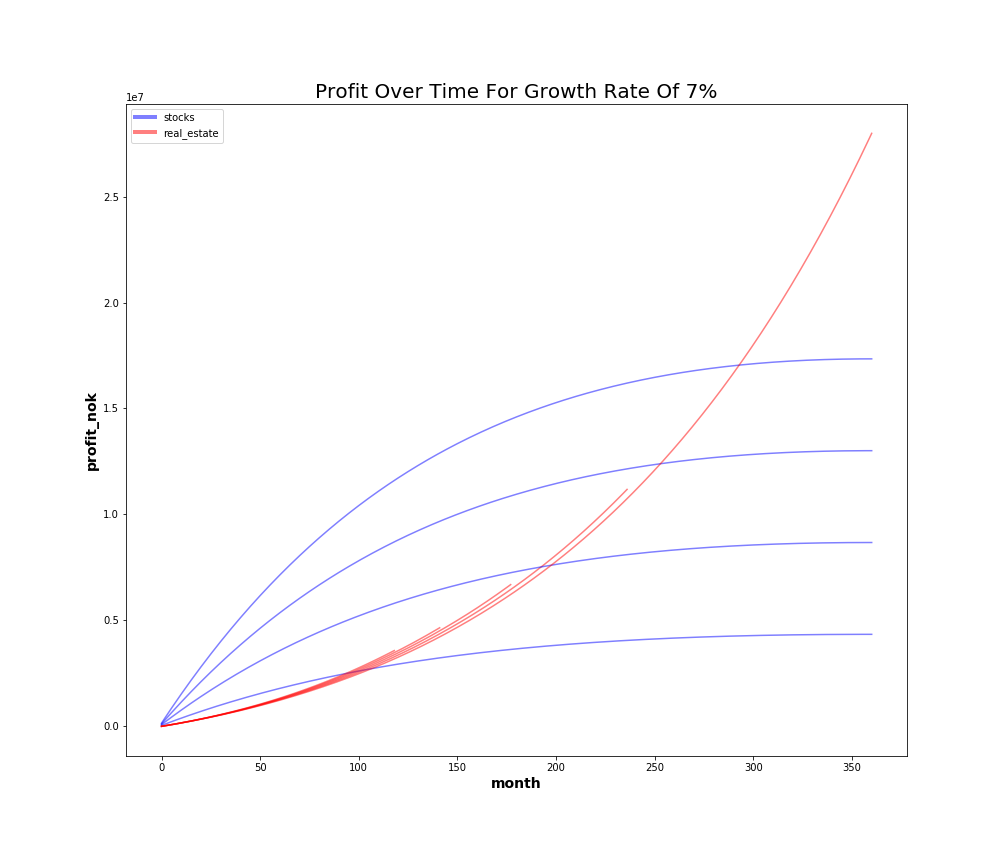 Profit Over Time For Growth Rate Of 7%
1e7
stocks
real_estate
2.5
2.0
1.5
1.0
0.5
0.0
profit_nok
0 50 100 150 200 250 300 350
month